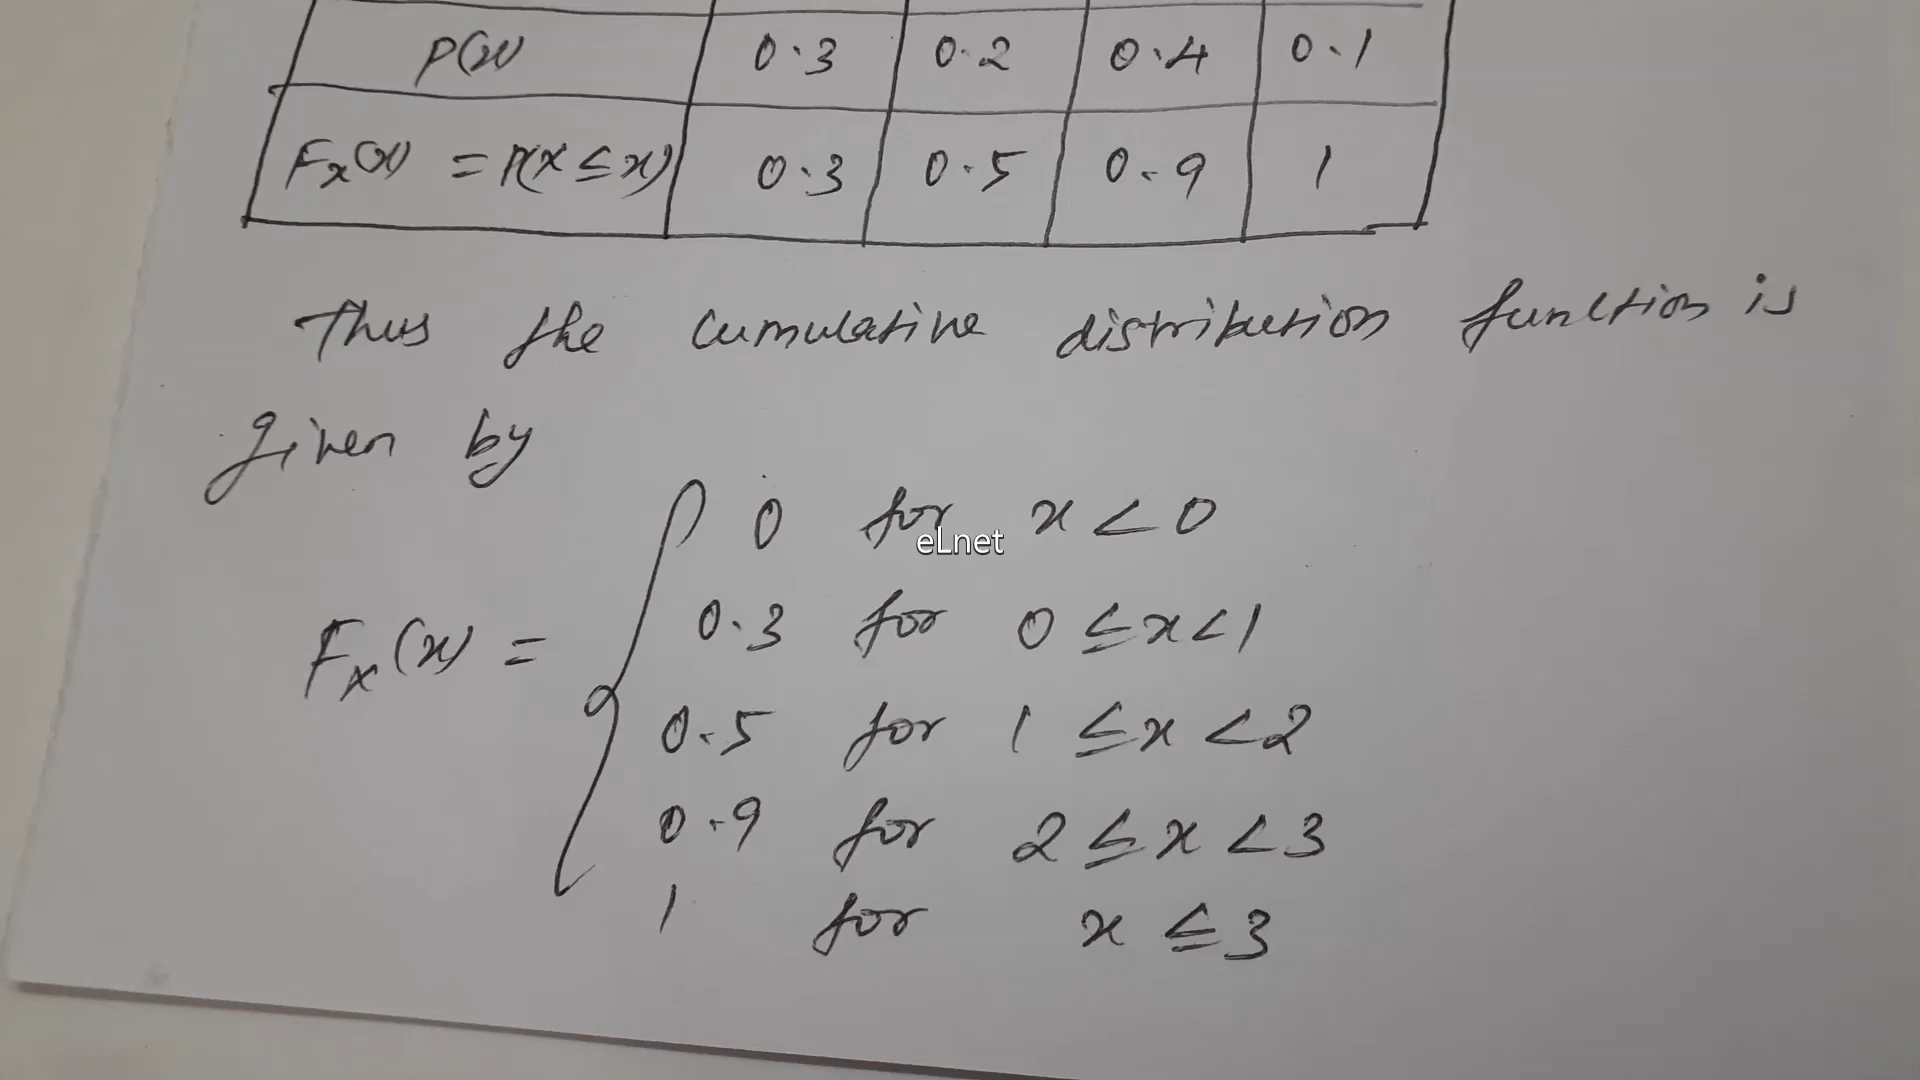 P(x) 0.3 0.2 0.4 0.1
Fx(x) = P(X ≤ x) 0.3 0.5 0.9 1
Thus the cumulative distribution function is
given by
0 for x < 0
eLnet
0.3 for 0 ≤ x < 1
Fx(x) =
0.5 for 1 ≤ x < 2
0.9 for 2 ≤ x < 3
1 for x ≤ 3